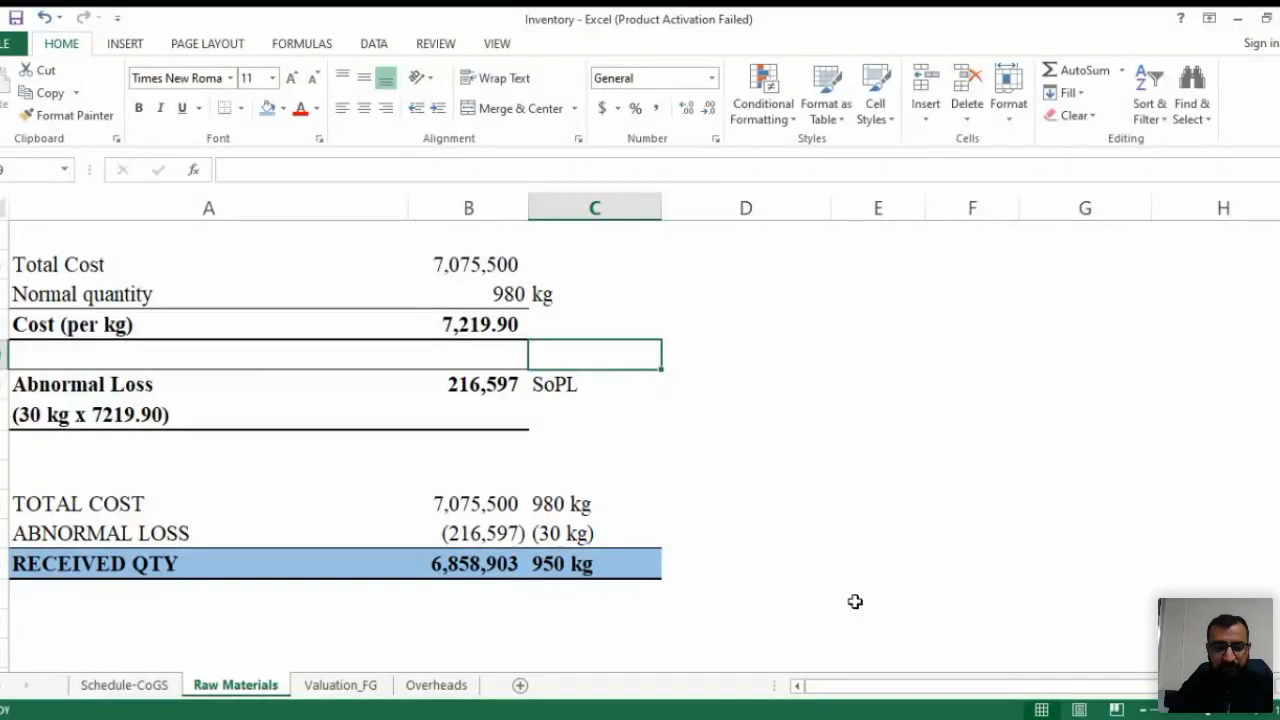 Inventory - Excel (Product Activation Failed)
?
HOME INSERT PAGE LAYOUT FORMULAS DATA REVIEW VIEW
Sign in
Cut
Copy
Format Painter
Clipboard
Times New Roma 11
B I U
A
Font
Wrap Text
Merge & Center
Alignment
General
$ % ,
Number
Conditional Formatting
Format as Table
Cell Styles
Styles
Insert Delete Format
Cells
AutoSum
Fill
Clear
Sort & Filter
Find & Select
Editing
fx
A B C D E F G H
Total Cost 7,075,500
Normal quantity 980 kg
Cost (per kg) 7,219.90
Abnormal Loss 216,597 SoPL
(30 kg x 7219.90)
TOTAL COST 7,075,500 980 kg
ABNORMAL LOSS (216,597) (30 kg)
RECEIVED QTY 6,858,903 950 kg
Schedule-CoGS Raw Materials Valuation_FG Overheads